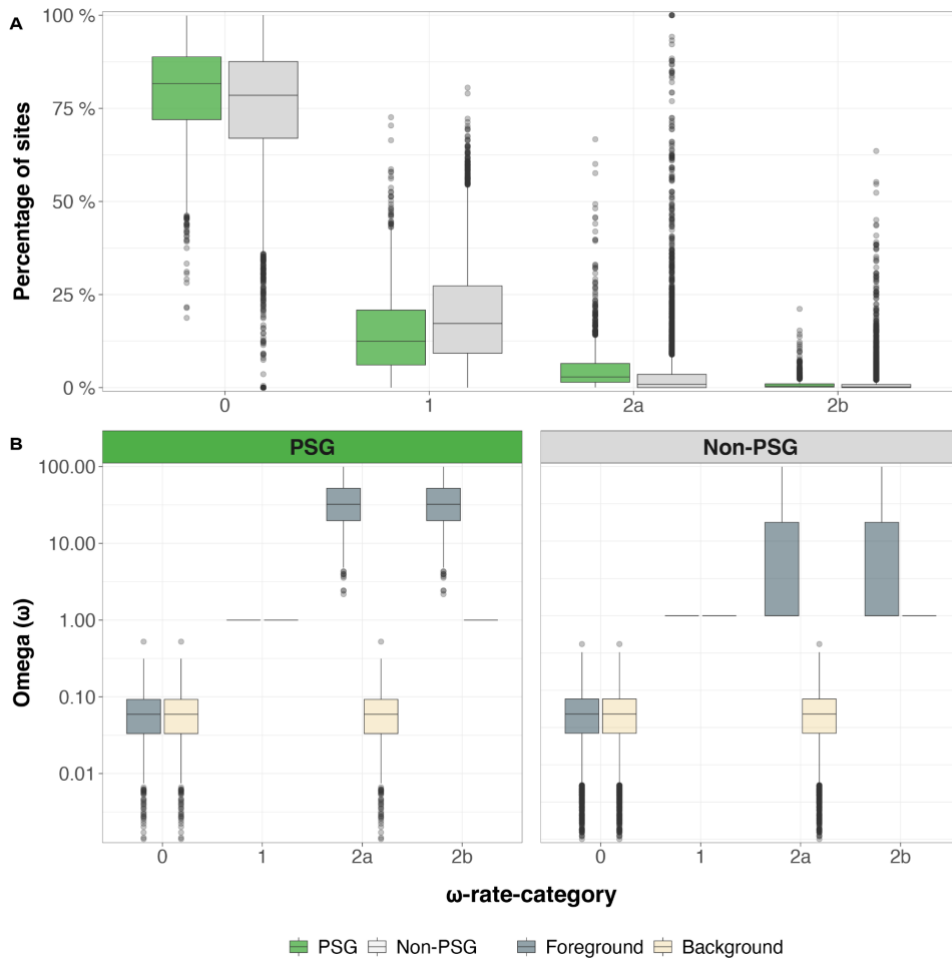 A
Percentage of sites
100 %
75 %
50 %
25 %
0 %
0 1 2a 2b
B
PSG Non-PSG
Omega (ω)
100.00
10.00
1.00
0.10
0.01
0 1 2a 2b 0 1 2a 2b
ω-rate-category
PSG Non-PSG Foreground Background